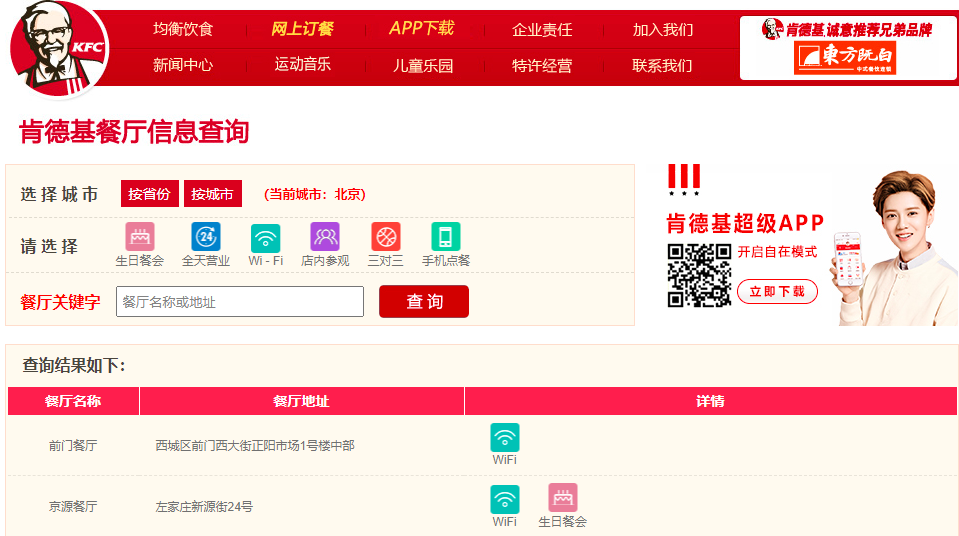 KFC
均衡饮食 网上订餐 APP下载 企业责任 加入我们
新闻中心 运动音乐 儿童乐园 特许经营 联系我们
肯德基,诚意推荐兄弟品牌
東方既白
中式餐饮连锁
肯德基餐厅信息查询
选择城市 按省份 按城市 (当前城市：北京)
请选择 生日餐会 全天营业 Wi - Fi 店内参观 三对三 手机点餐
24
餐厅关键字 餐厅名称或地址 查 询
肯德基超级APP
开启自在模式
立即下载
查询结果如下：
餐厅名称 餐厅地址 详情
前门餐厅 西城区前门西大街正阳市场1号楼中部 WiFi
京源餐厅 左家庄新源街24号 WiFi 生日餐会